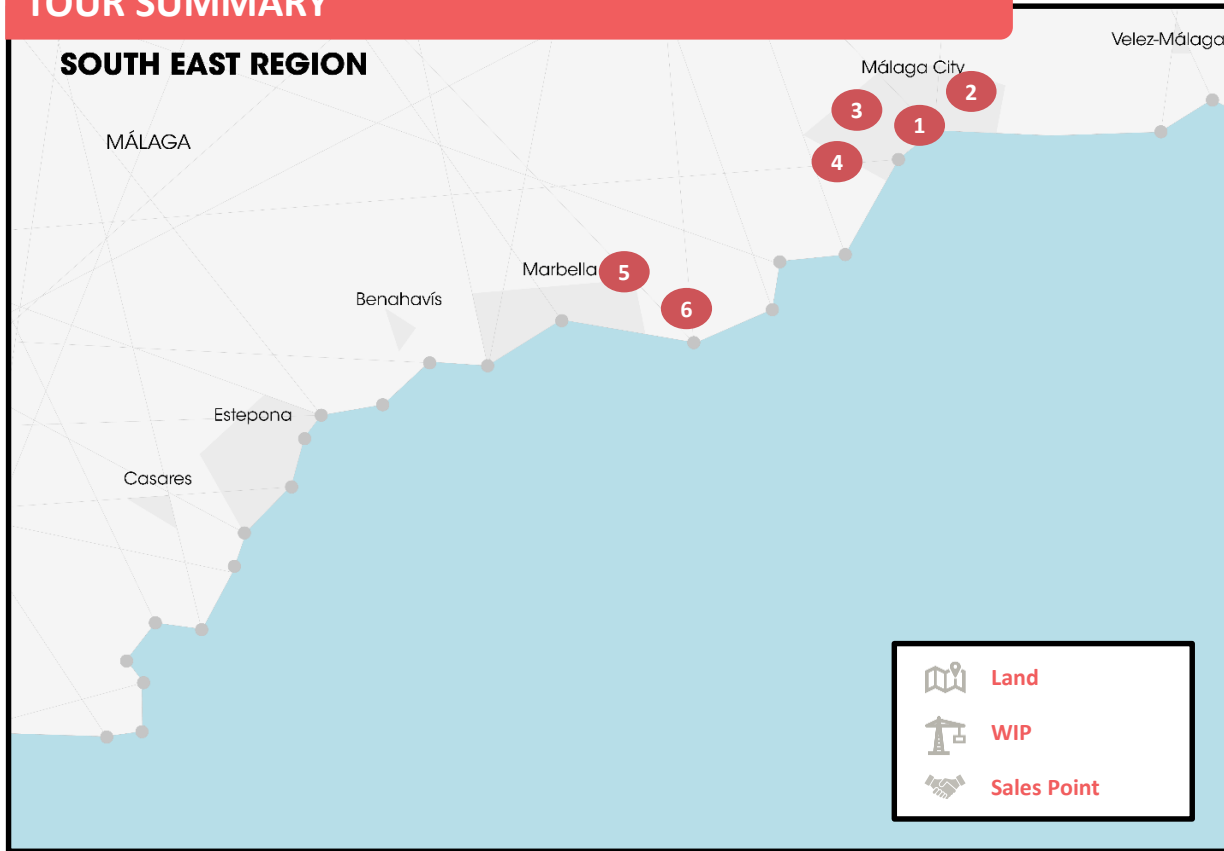 TOUR SUMMARY
SOUTH EAST REGION
Velez-Málaga
Málaga City
2
3
1
MÁLAGA
4
Marbella
5
Benahavís
6
Estepona
Casares
Land
WIP
Sales Point